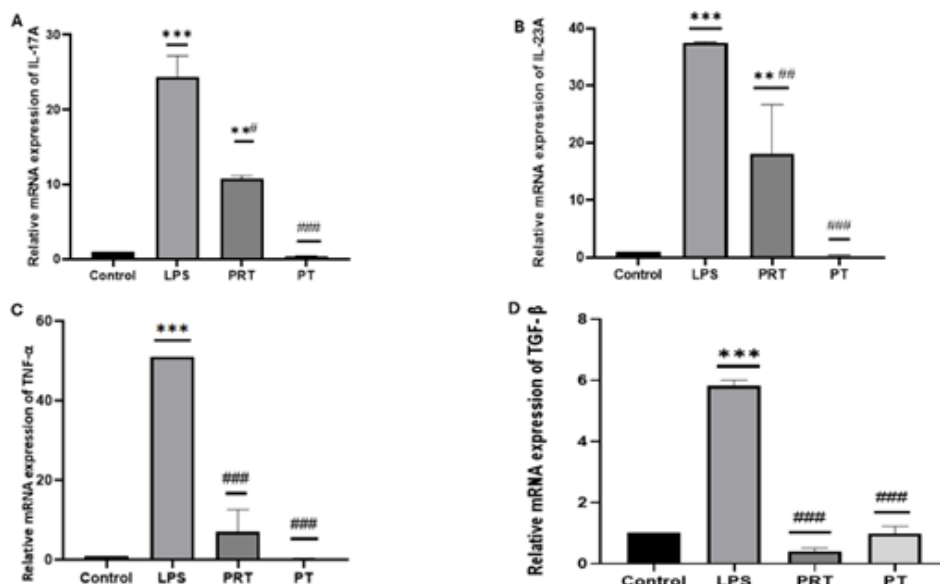 A
Relative mRNA expression of IL-17A
30
20
10
0
***
**#
###
Control LPS PRT PT
B
Relative mRNA expression of IL-23A
40
30
20
10
0
***
** ##
###
Control LPS PRT PT
C
Relative mRNA expression of TNF-α
60
40
20
0
***
###
###
Control LPS PRT PT
D
Relative mRNA expression of TGF- β
8
6
4
2
0
***
###
###
Control LPS PRT PT